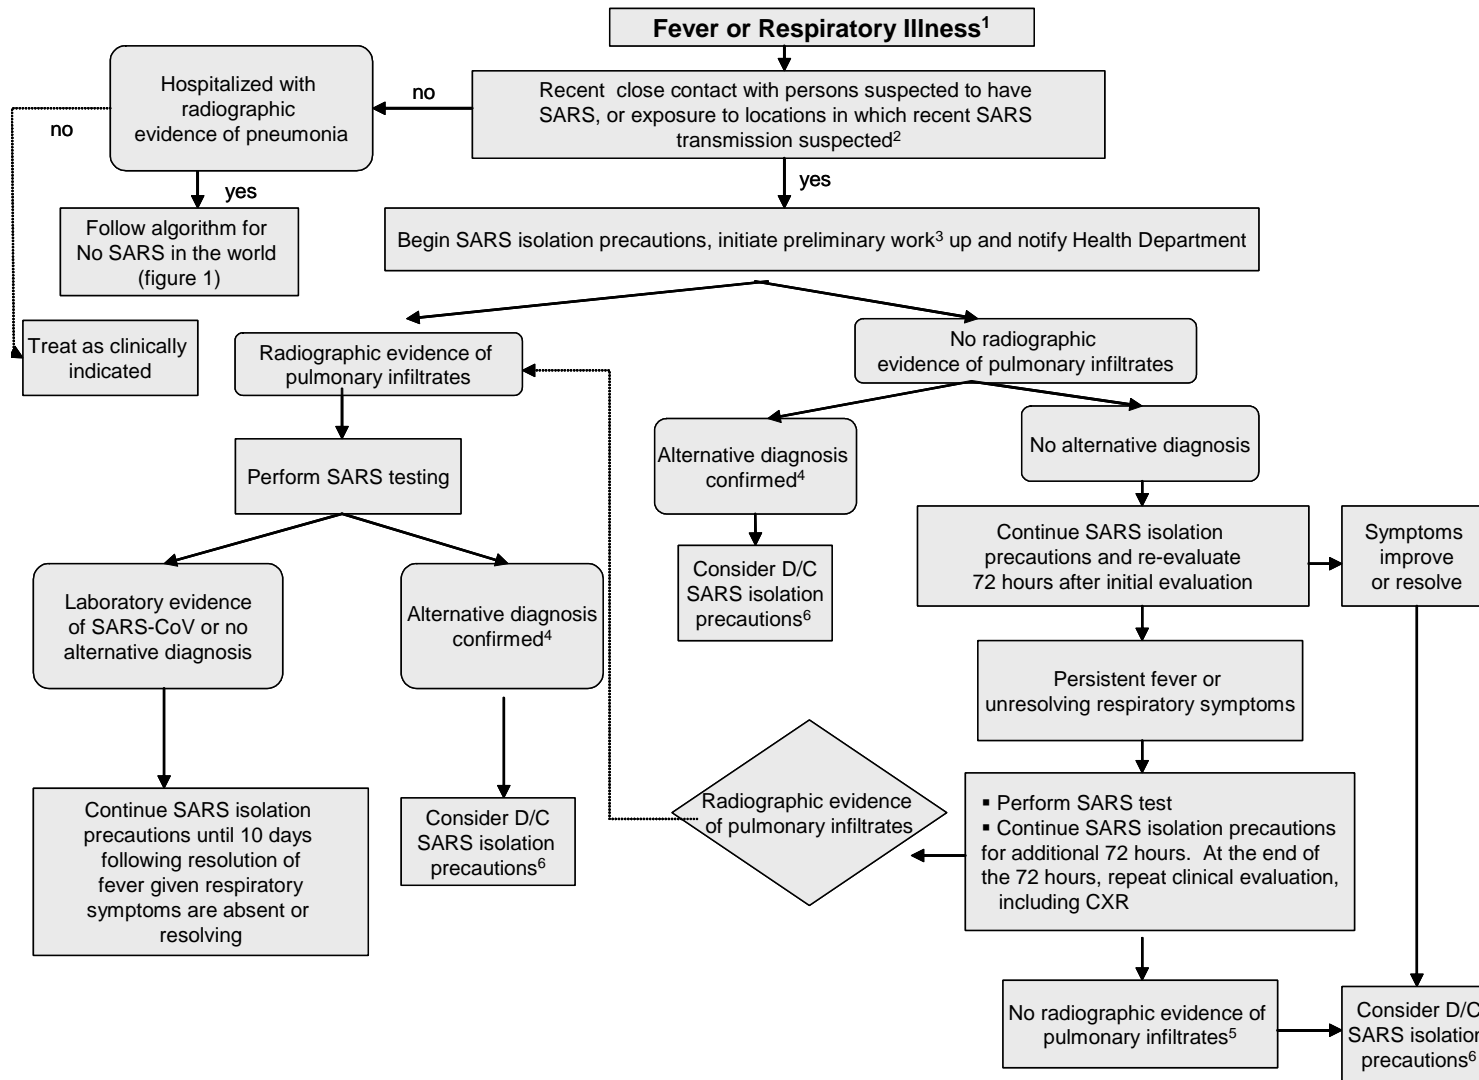 Fever or Respiratory Illness¹
Recent close contact with persons suspected to have
SARS, or exposure to locations in which recent SARS
transmission suspected²
no
Hospitalized with
radiographic
evidence of pneumonia
no
yes
Follow algorithm for
No SARS in the world
(figure 1)
Treat as clinically
indicated
yes
Begin SARS isolation precautions, initiate preliminary work³ up and notify Health Department
Radiographic evidence of
pulmonary infiltrates
No radiographic
evidence of pulmonary infiltrates
Perform SARS testing
Alternative diagnosis
confirmed⁴
No alternative diagnosis
Laboratory evidence
of SARS-CoV or no
alternative diagnosis
Alternative diagnosis
confirmed⁴
Consider D/C
SARS isolation
precautions⁶
Continue SARS isolation
precautions and re-evaluate
72 hours after initial evaluation
Symptoms
improve
or resolve
Persistent fever or
unresolving respiratory symptoms
Continue SARS isolation
precautions until 10 days
following resolution of
fever given respiratory
symptoms are absent or
resolving
Consider D/C
SARS isolation
precautions⁶
Radiographic evidence
of pulmonary infiltrates
▪ Perform SARS test
▪ Continue SARS isolation precautions
for additional 72 hours. At the end of
the 72 hours, repeat clinical evaluation,
including CXR
No radiographic evidence of
pulmonary infiltrates⁵
Consider D/C
SARS isolation
precautions⁶